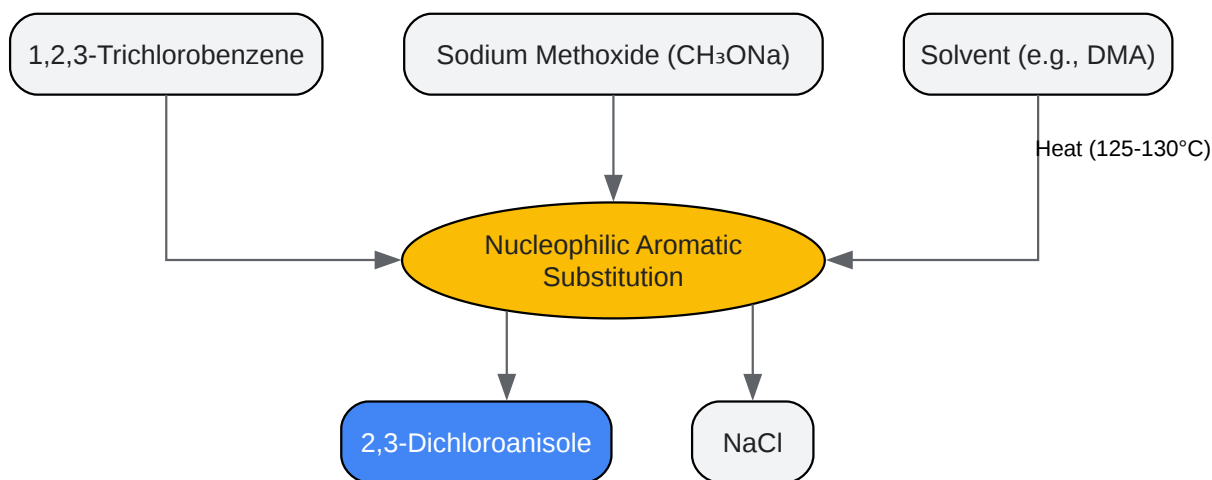 1,2,3-Trichlorobenzene
Sodium Methoxide (CH₃ONa)
Solvent (e.g., DMA)
Heat (125-130°C)
Nucleophilic Aromatic
Substitution
2,3-Dichloroanisole
NaCl